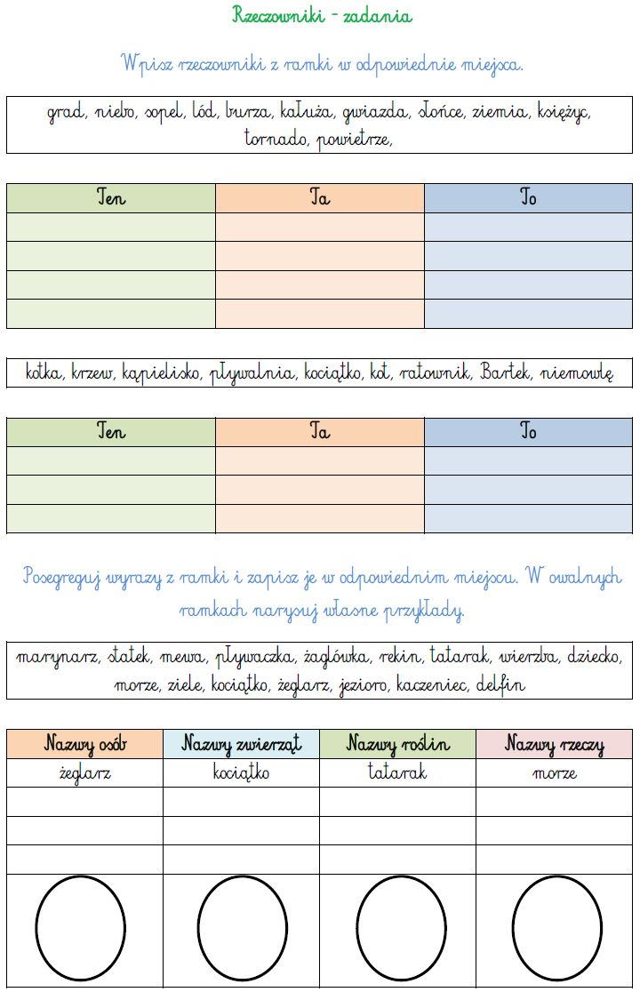 Rzeczowniki - zadania
Wpisz rzeczowniki z ramki w odpowiednie miejsca.
grad, niebo, sopel, lód, burza, kałuża, gwiazda, słońce, ziemia, księżyc,
tornado, powietrze,
Ten Ta To
kotka, krzew, kąpielisko, pływalnia, kociątko, kot, ratownik, Bartek, niemowlę
Ten Ta To
Posegreguj wyrazy z ramki i zapisz je w odpowiednim miejscu. W owalnych
ramkach narysuj własne przykłady.
marynarz, statek, mewa, pływaczka, żaglówka, rekin, tatarak, wierzba, dziecko,
morze, ziele, kociątko, żeglarz, jezioro, kaczeniec, delfin
Nazwy osób Nazwy zwierząt Nazwy roślin Nazwy rzeczy
żeglarz kociątko tatarak morze